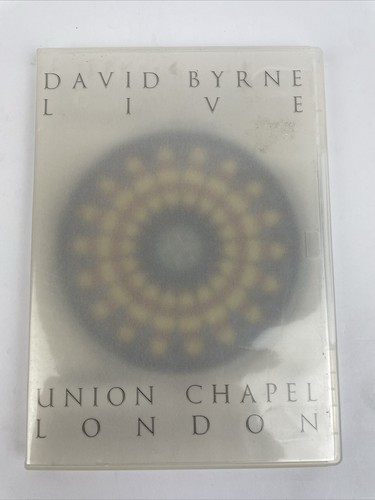 DAVID BYRNE
LIVE
UNION CHAPEL
LONDON